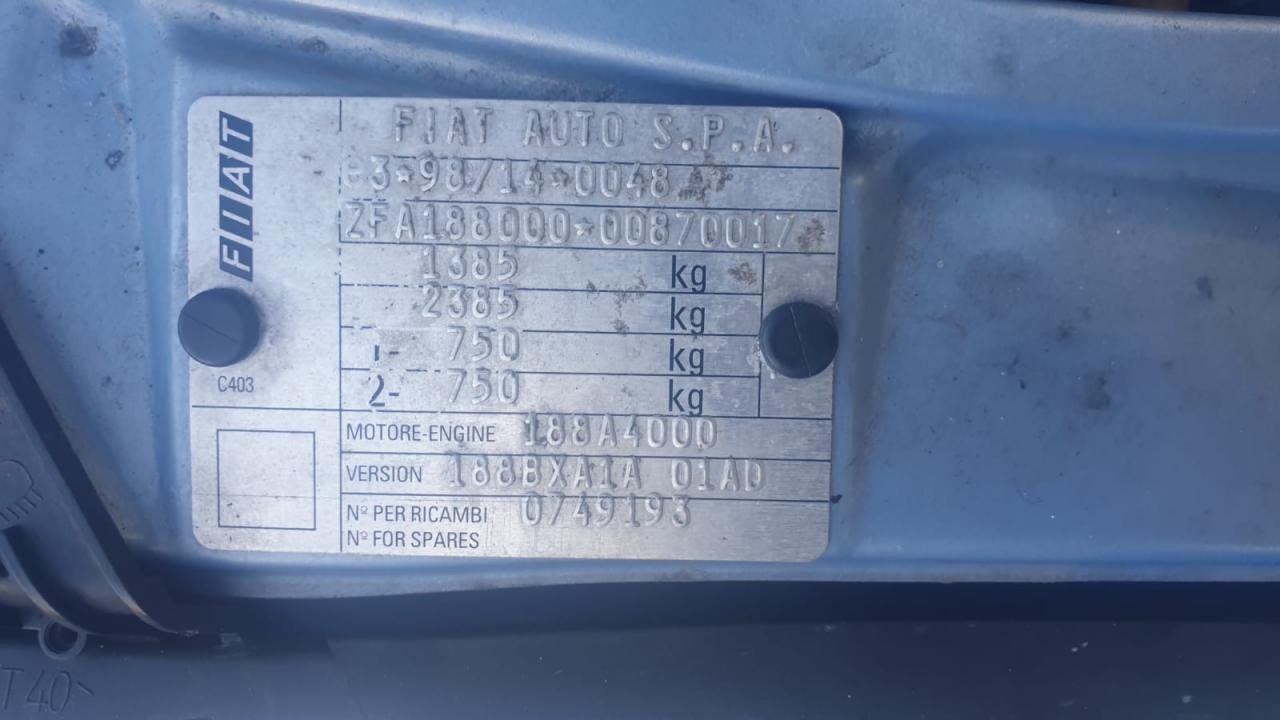 FIAT
FIAT AUTO S.P.A.
e3*98/14*0048
ZFA188000*00870017
1385 kg
2385 kg
1- 750 kg
2- 750 kg
C403
MOTORE-ENGINE 188A4000
VERSION 188BXA1A 01AD
Nº PER RICAMBI 0749193
Nº FOR SPARES
T40